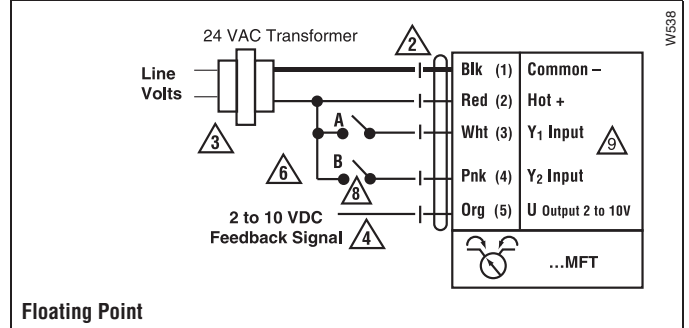 W538
24 VAC Transformer
2
Line
Volts
3
Blk (1) Common –
Red (2) Hot +
A
Wht (3) Y₁ Input
9
6
B
8
Pnk (4) Y₂ Input
Org (5) U Output 2 to 10V
2 to 10 VDC
Feedback Signal
4
...MFT
Floating Point